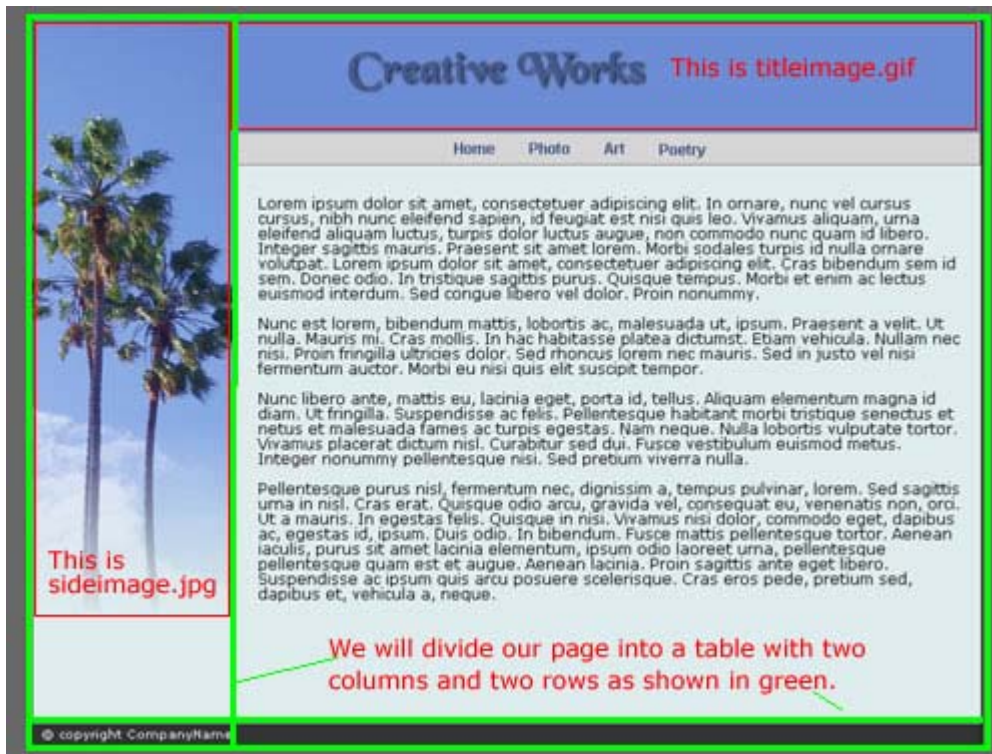 Creative Works
This is titleimage.gif
Home Photo Art Poetry
Lorem ipsum dolor sit amet, consectetuer adipiscing elit. In ornare, nunc vel cursus
cursus, nibh nunc eleifend sapien, id feugiat est nisi quis leo. Vivamus aliquam, urna
eleifend aliquam luctus, turpis dolor luctus augue, non commodo nunc quam id libero.
Integer sagittis mauris. Praesent sit amet lorem. Morbi sodales turpis id nulla ornare
volutpat. Lorem ipsum dolor sit amet, consectetuer adipiscing elit. Cras bibendum sem id
sem. Donec odio. In tristique sagittis purus. Quisque tempus. Morbi et enim ac lectus
euismod interdum. Sed congue libero vel dolor. Proin nonummy.
Nunc est lorem, bibendum mattis, lobortis ac, malesuada ut, ipsum. Praesent a velit. Ut
nulla. Mauris mi. Cras mollis. In hac habitasse platea dictumst. Etiam vehicula. Nullam nec
nisi. Proin fringilla ultricies dolor. Sed rhoncus lorem nec mauris. Sed in justo vel nisi
fermentum auctor. Morbi eu nisi quis elit suscipit tempor.
Nunc libero ante, mattis eu, lacinia eget, porta id, tellus. Aliquam elementum magna id
diam. Ut fringilla. Suspendisse ac felis. Pellentesque habitant morbi tristique senectus et
netus et malesuada fames ac turpis egestas. Nam neque. Nulla lobortis vulputate tortor.
Vivamus placerat dictum nisl. Curabitur sed dui. Fusce vestibulum euismod metus.
Integer nonummy pellentesque nisi. Sed pretium viverra nulla.
Pellentesque purus nisl, fermentum nec, dignissim a, tempus pulvinar, lorem. Sed sagittis
urna in nisl. Cras erat. Quisque odio arcu, gravida vel, consequat eu, venenatis non, orci.
Ut a mauris. In egestas felis. Quisque in nisi. Vivamus nisi dolor, commodo eget, dapibus
ac, egestas id, ipsum. Duis odio. In bibendum. Fusce mattis pellentesque tortor. Aenean
iaculis, purus sit amet lacinia elementum, ipsum odio laoreet urna, pellentesque
pellentesque quam est et augue. Aenean lacinia. Proin sagittis ante eget libero.
Suspendisse ac ipsum quis arcu posuere scelerisque. Cras eros pede, pretium sed,
dapibus et, vehicula a, neque.
This is
sideimage.jpg
We will divide our page into a table with two
columns and two rows as shown in green.
© copyright CompanyName